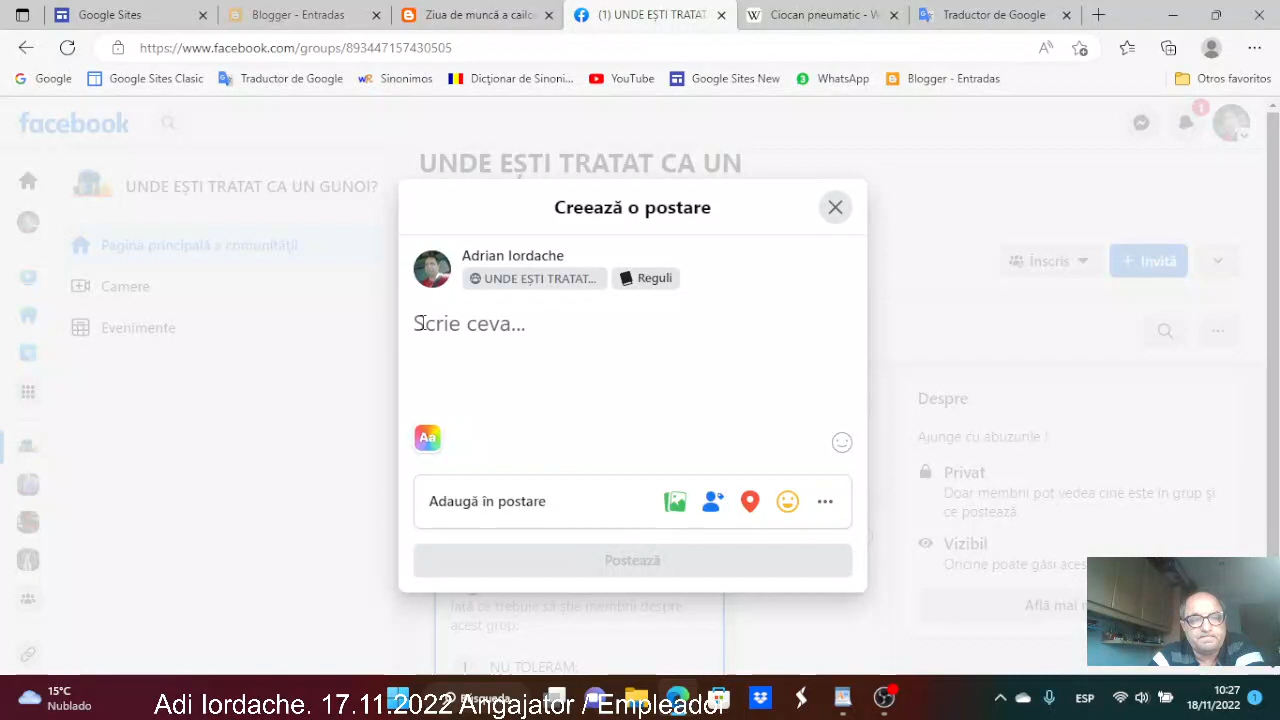 Google Sites
Blogger - Entradas
Ziua de muncă a câilo
(1) UNDE EȘTI TRATAT
Ciocan pneumatic - W
Traductor de Google
https://www.facebook.com/groups/893447157430505
Google
Google Sites Clasic
Traductor de Google
Sinonimos
Dicționar de Sinoni...
YouTube
Google Sites New
WhatsApp
Blogger - Entradas
Otros favoritos
facebook
1
UNDE EȘTI TRATAT CA UN
UNDE EȘTI TRATAT CA UN GUNOI?
Pagina principală a comunității
Camere
Evenimente
Înscris
+ Invită
Creează o postare
Adrian Iordache
UNDE EȘTI TRATAT...
Reguli
Scrie ceva...
Aa
Adaugă în postare
Postează
Despre
Ajunge cu abuzurile !
Privat
Doar membrii pot vedea cine este în grup și
ce postează.
Vizibil
Oricine poate găsi aces
Află mai
Iată ce trebuie să știe membrii despre
acest grup.
1 NU TOLERĂM:
15°C
Nublado
Búsqueda
Adi Iordache. 17.11.2022 Angajator / Empleador
ESP
10:27
18/11/2022
1